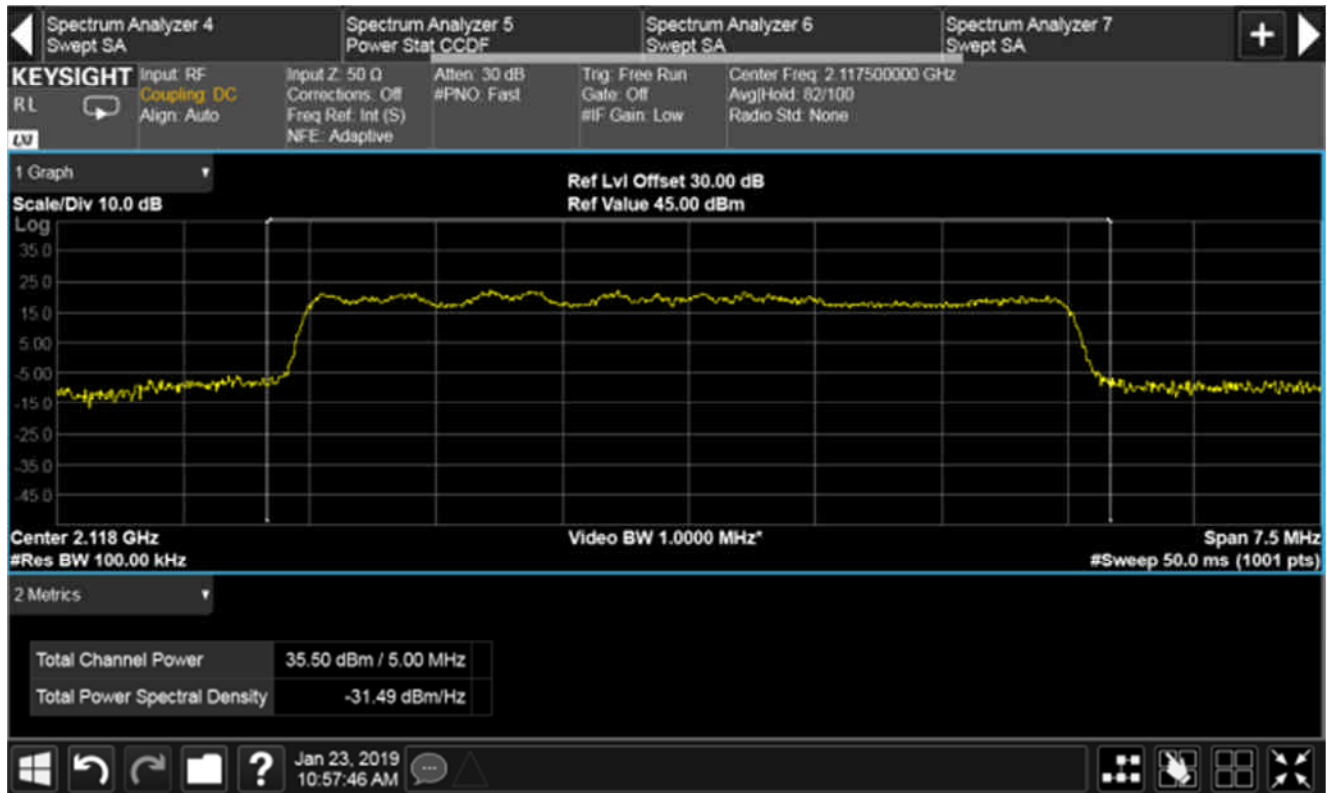 Spectrum Analyzer 4
Swept SA
Spectrum Analyzer 5
Power Stat CCDF
Spectrum Analyzer 6
Swept SA
Spectrum Analyzer 7
Swept SA
+
KEYSIGHT
RL
LXI
Input: RF
Coupling: DC
Align: Auto
Input Z: 50 Ω
Corrections: Off
Freq Ref: Int (S)
NFE: Adaptive
Atten: 30 dB
#PNO: Fast
Trig: Free Run
Gate: Off
#IF Gain: Low
Center Freq: 2.117500000 GHz
Avg|Hold: 82/100
Radio Std: None
1 Graph
Scale/Div 10.0 dB
Ref Lvl Offset 30.00 dB
Ref Value 45.00 dBm
Log
35.0
25.0
15.0
5.00
-5.00
-15.0
-25.0
-35.0
-45.0
Center 2.118 GHz
#Res BW 100.00 kHz
Video BW 1.0000 MHz*
Span 7.5 MHz
#Sweep 50.0 ms (1001 pts)
2 Metrics
Total Channel Power 35.50 dBm / 5.00 MHz
Total Power Spectral Density -31.49 dBm/Hz
?
Jan 23, 2019
10:57:46 AM